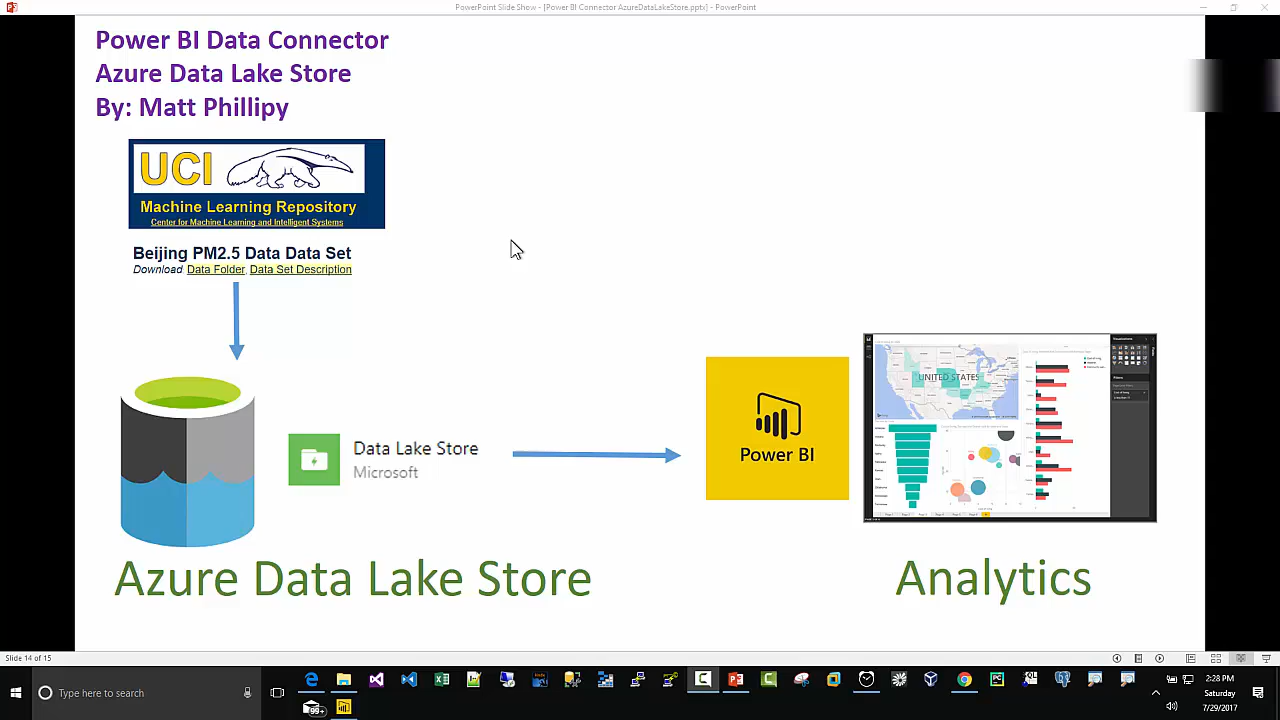 PowerPoint Slide Show - [Power BI Connector AzureDataLakeStore.pptx] - PowerPoint
Power BI Data Connector
Azure Data Lake Store
By: Matt Phillipy
UCI
Machine Learning Repository
Center for Machine Learning and Intelligent Systems
Beijing PM2.5 Data Data Set
Download: Data Folder, Data Set Description
Data Lake Store
Microsoft
Power BI
UNITED STATES
Azure Data Lake Store
Analytics
Slide 14 of 15
Type here to search
99+
2:28 PM
Saturday
7/29/2017